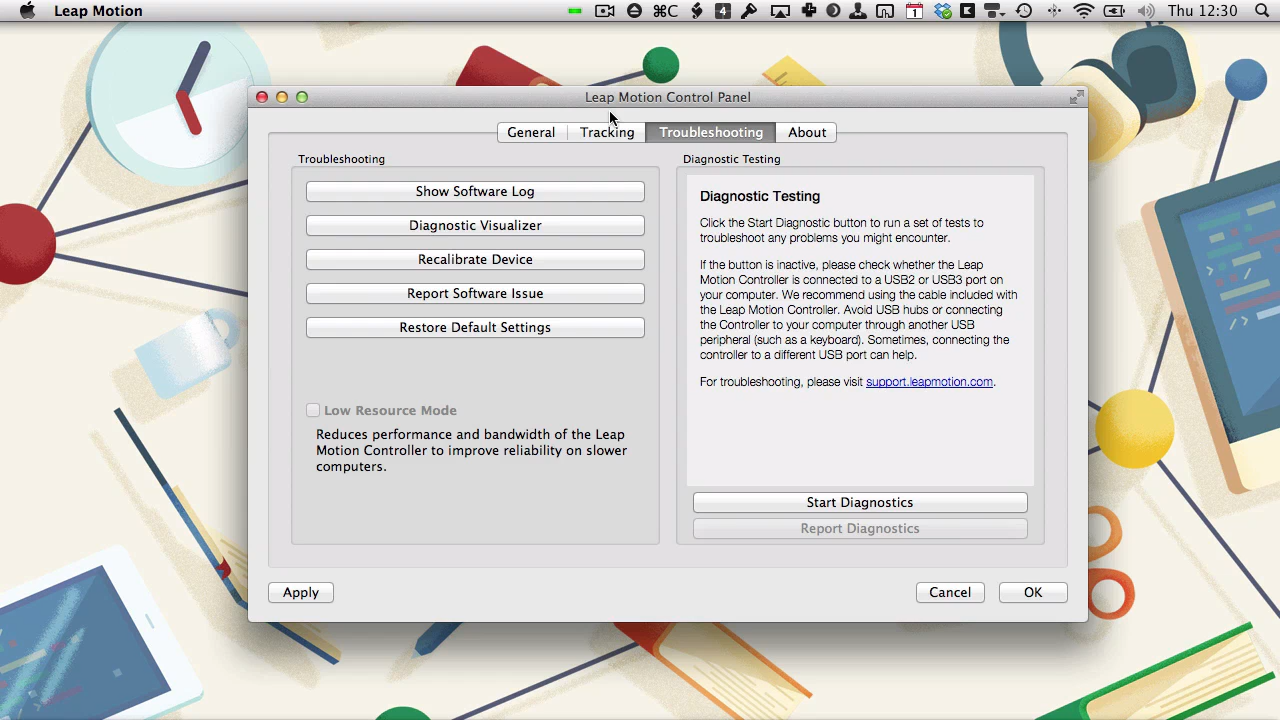 Leap Motion
⌘C
4
1
Thu 12:30
Leap Motion Control Panel
General
Tracking
Troubleshooting
About
Troubleshooting
Show Software Log
Diagnostic Visualizer
Recalibrate Device
Report Software Issue
Restore Default Settings
Low Resource Mode
Reduces performance and bandwidth of the Leap
Motion Controller to improve reliability on slower
computers.
Diagnostic Testing
Diagnostic Testing
Click the Start Diagnostic button to run a set of tests to
troubleshoot any problems you might encounter.
If the button is inactive, please check whether the Leap
Motion Controller is connected to a USB2 or USB3 port on
your computer. We recommend using the cable included with
the Leap Motion Controller. Avoid USB hubs or connecting
the Controller to your computer through another USB
peripheral (such as a keyboard). Sometimes, connecting the
controller to a different USB port can help.
For troubleshooting, please visit support.leapmotion.com.
Start Diagnostics
Report Diagnostics
Apply
Cancel
OK